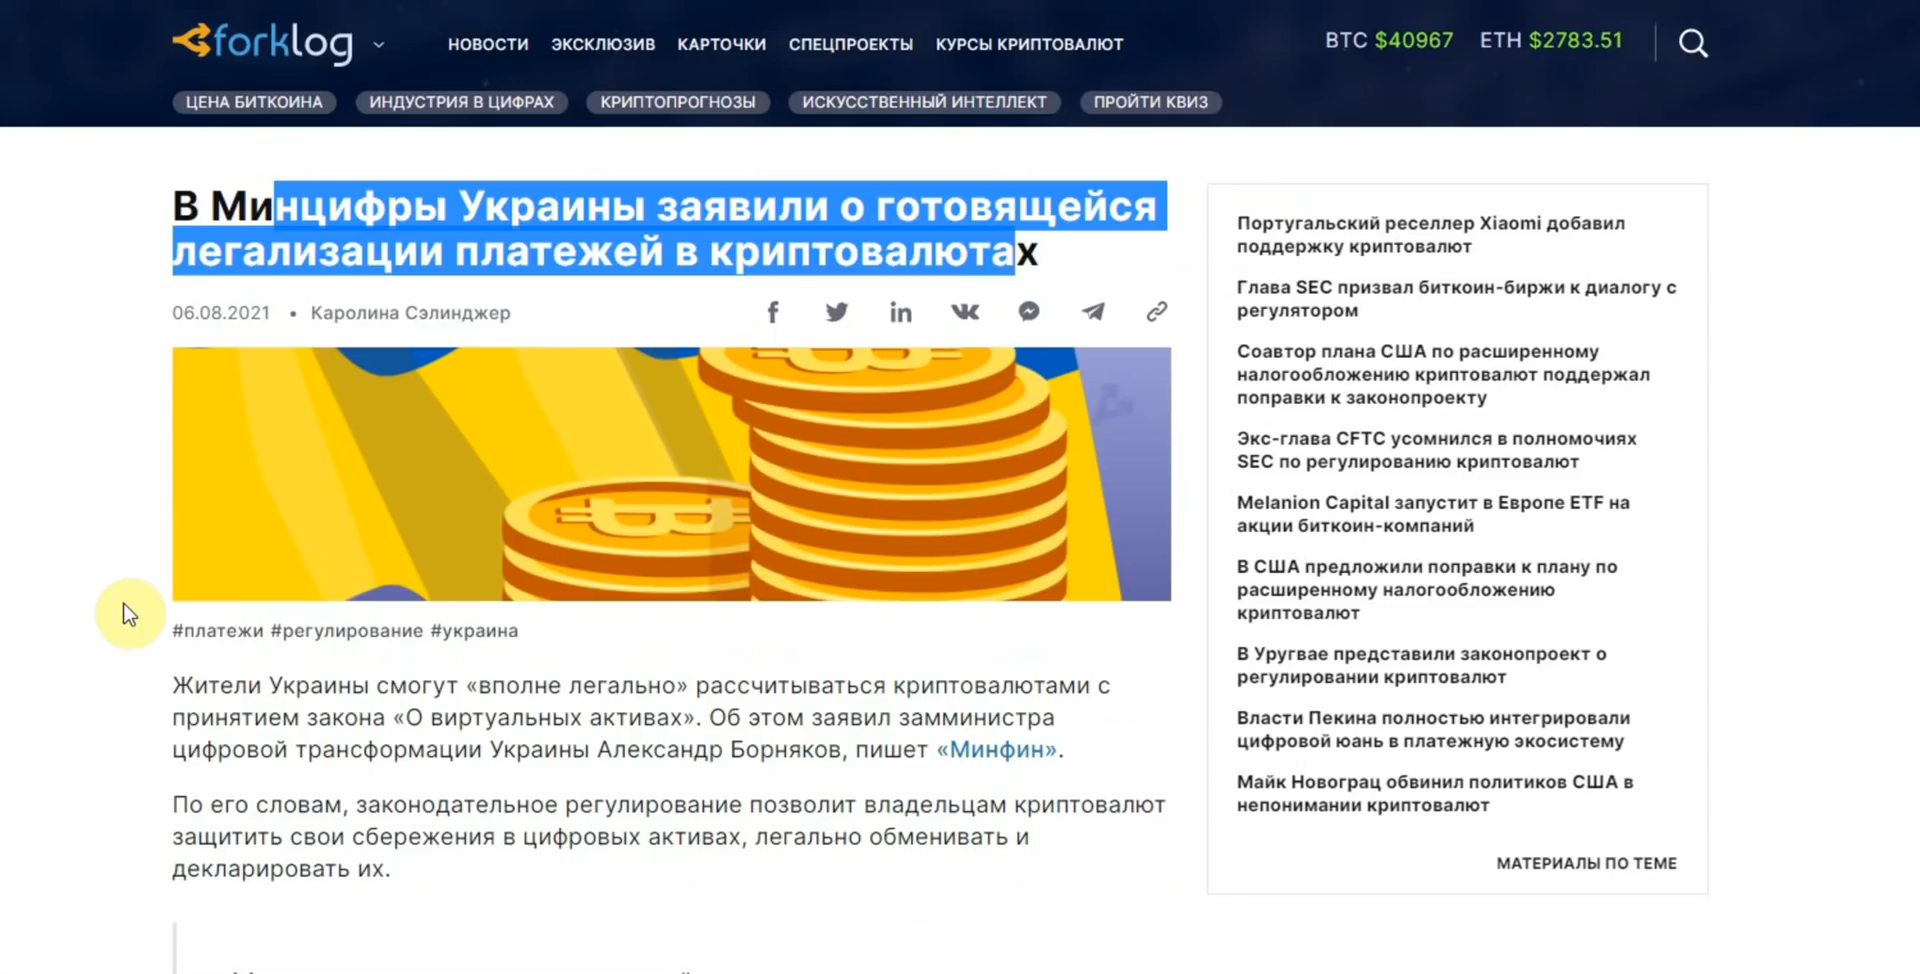 forklog
НОВОСТИ ЭКСКЛЮЗИВ КАРТОЧКИ СПЕЦПРОЕКТЫ КУРСЫ КРИПТОВАЛЮТ
BTC $40967 ETH $2783.51
ЦЕНА БИТКОИНА ИНДУСТРИЯ В ЦИФРАХ КРИПТОПРОГНОЗЫ ИСКУССТВЕННЫЙ ИНТЕЛЛЕКТ ПРОЙТИ КВИЗ
В Минцифры Украины заявили о готовящейся
легализации платежей в криптовалютах
06.08.2021 • Каролина Сэлинджер
#платежи #регулирование #украина
Жители Украины смогут «вполне легально» рассчитываться криптовалютами с
принятием закона «О виртуальных активах». Об этом заявил замминистра
цифровой трансформации Украины Александр Борняков, пишет «Минфин».
По его словам, законодательное регулирование позволит владельцам криптовалют
защитить свои сбережения в цифровых активах, легально обменивать и
декларировать их.
Португальский реселлер Xiaomi добавил
поддержку криптовалют
Глава SEC призвал биткоин-биржи к диалогу с
регулятором
Соавтор плана США по расширенному
налогообложению криптовалют поддержал
поправки к законопроекту
Экс-глава CFTC усомнился в полномочиях
SEC по регулированию криптовалют
Melanion Capital запустит в Европе ETF на
акции биткоин-компаний
В США предложили поправки к плану по
расширенному налогообложению
криптовалют
В Уругвае представили законопроект о
регулировании криптовалют
Власти Пекина полностью интегрировали
цифровой юань в платежную экосистему
Майк Новограц обвинил политиков США в
непонимании криптовалют
МАТЕРИАЛЫ ПО ТЕМЕ